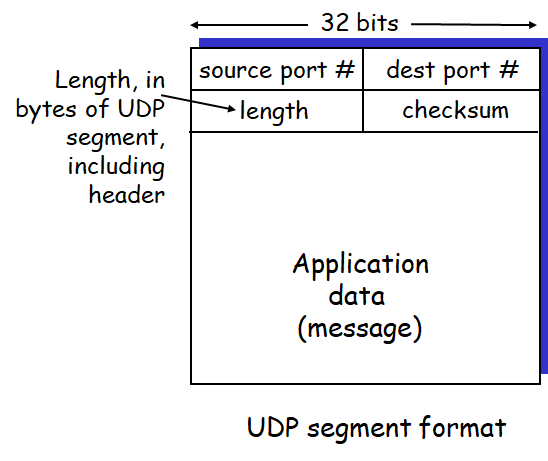 32 bits
source port #
dest port #
Length, in
bytes of UDP
segment,
including
header
length
checksum
Application
data
(message)
UDP segment format